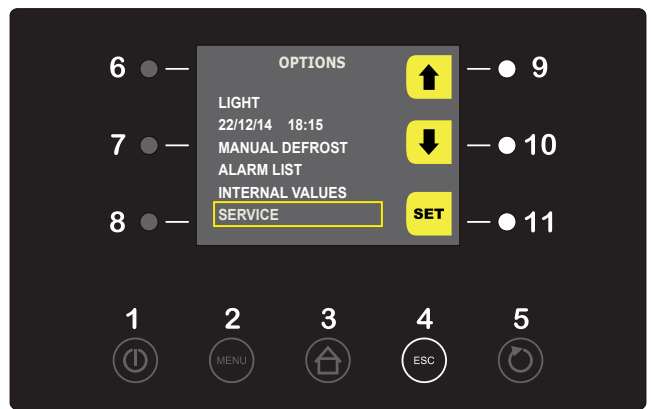 OPTIONS
6
9
LIGHT
22/12/14 18:15
7
MANUAL DEFROST
10
ALARM LIST
INTERNAL VALUES
8
SERVICE
SET
11
1
2
3
4
5
MENU
ESC